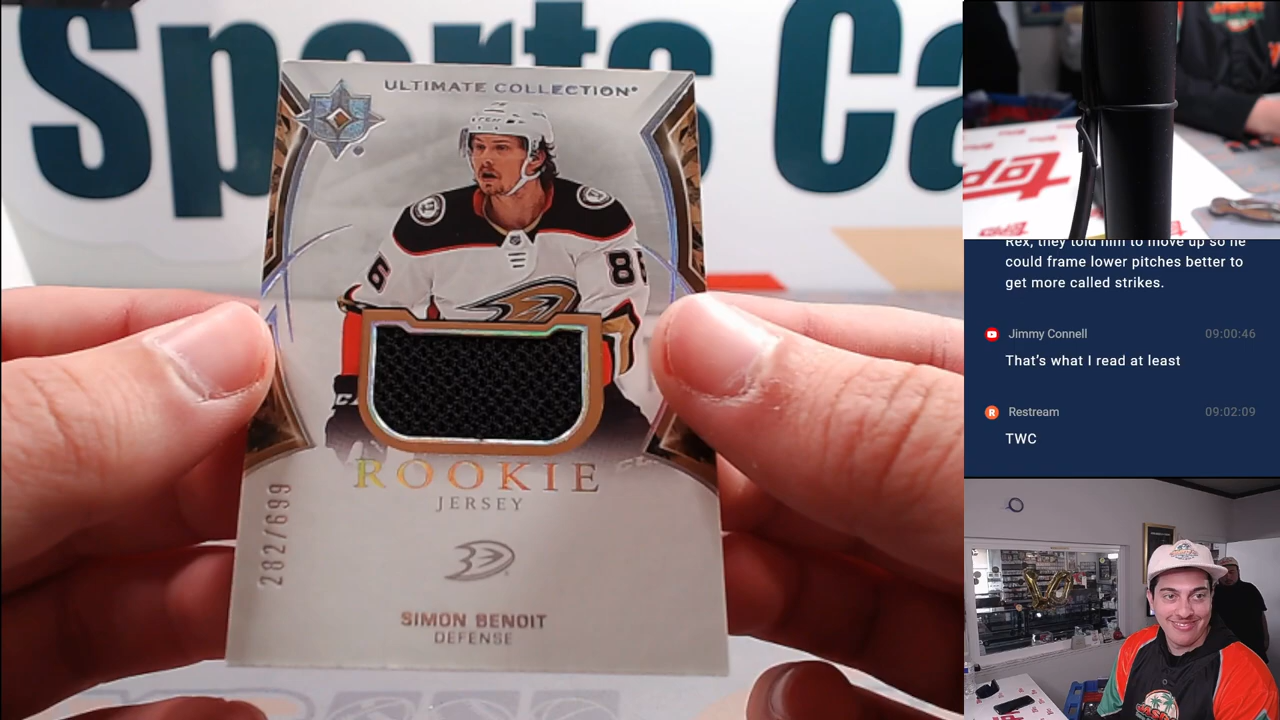 Sports Ca
ULTIMATE COLLECTION
86
ROOKIE
JERSEY
282/699
SIMON BENOIT
DEFENSE
topps
Rex, they told him to move up so he
could frame lower pitches better to
get more called strikes.
Jimmy Connell 09:00:46
That's what I read at least
R Restream 09:02:09
TWC